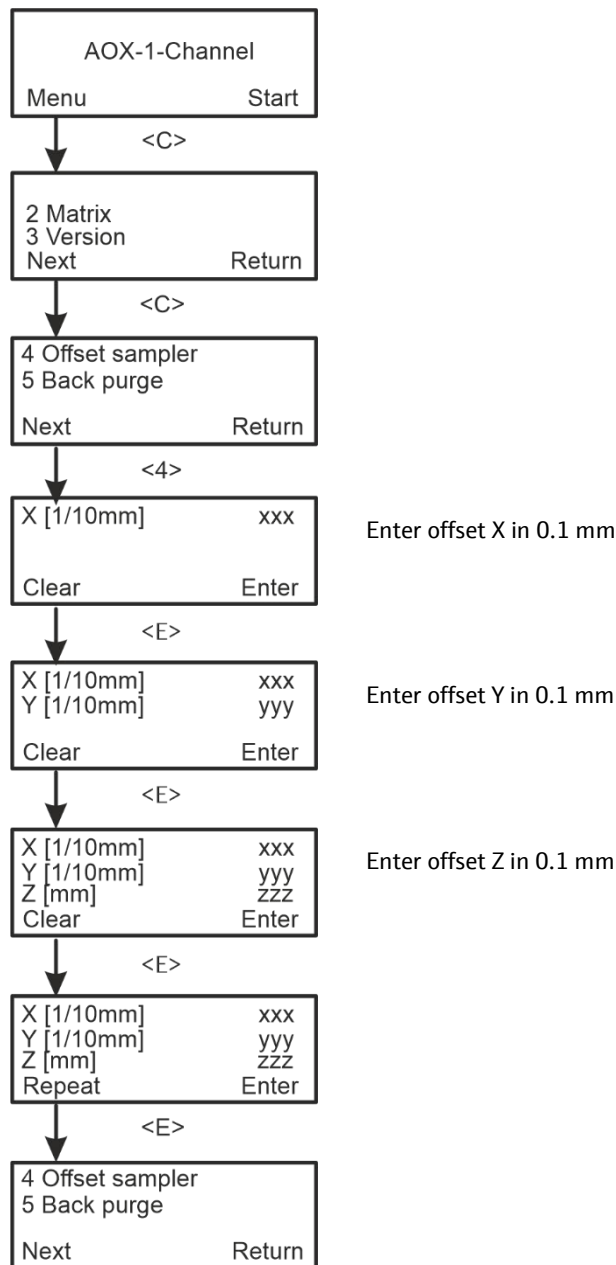 AOX-1-Channel
Menu Start
<C>
2 Matrix
3 Version
Next Return
<C>
4 Offset sampler
5 Back purge
Next Return
<4>
X [1/10mm] xxx
Enter offset X in 0.1 mm
Clear Enter
<E>
X [1/10mm] xxx
Y [1/10mm] yyy
Enter offset Y in 0.1 mm
Clear Enter
<E>
X [1/10mm] xxx
Y [1/10mm] yyy
Enter offset Z in 0.1 mm
Z [mm] zzz
Clear Enter
<E>
X [1/10mm] xxx
Y [1/10mm] yyy
Z [mm] zzz
Repeat Enter
<E>
4 Offset sampler
5 Back purge
Next Return